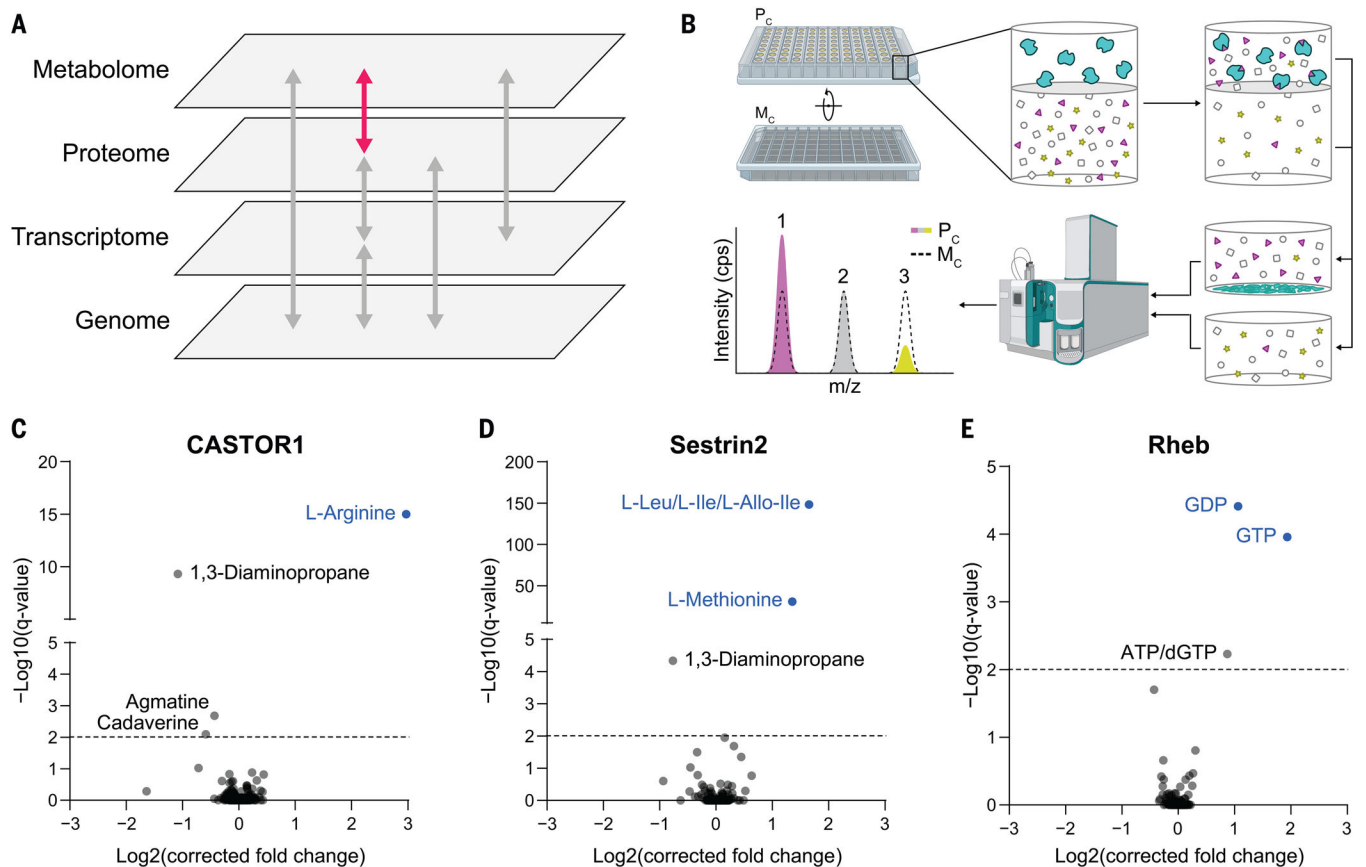 A
Metabolome
Proteome
Transcriptome
Genome
B
PC
MC
Intensity (cps)
1
2
3
PC
MC
m/z
C
CASTOR1
−Log10(q-value)
20
15
10
5
4
3
2
1
0
L-Arginine
1,3-Diaminopropane
Agmatine
Cadaverine
−3 −2 −1 0 1 2 3
Log2(corrected fold change)
D
Sestrin2
−Log10(q-value)
200
150
100
50
5
4
3
2
1
0
L-Leu/L-Ile/L-Allo-Ile
L-Methionine
1,3-Diaminopropane
−3 −2 −1 0 1 2 3
Log2(corrected fold change)
E
Rheb
−Log10(q-value)
5
4
3
2
1
0
GDP
GTP
ATP/dGTP
−3 −2 −1 0 1 2 3
Log2(corrected fold change)